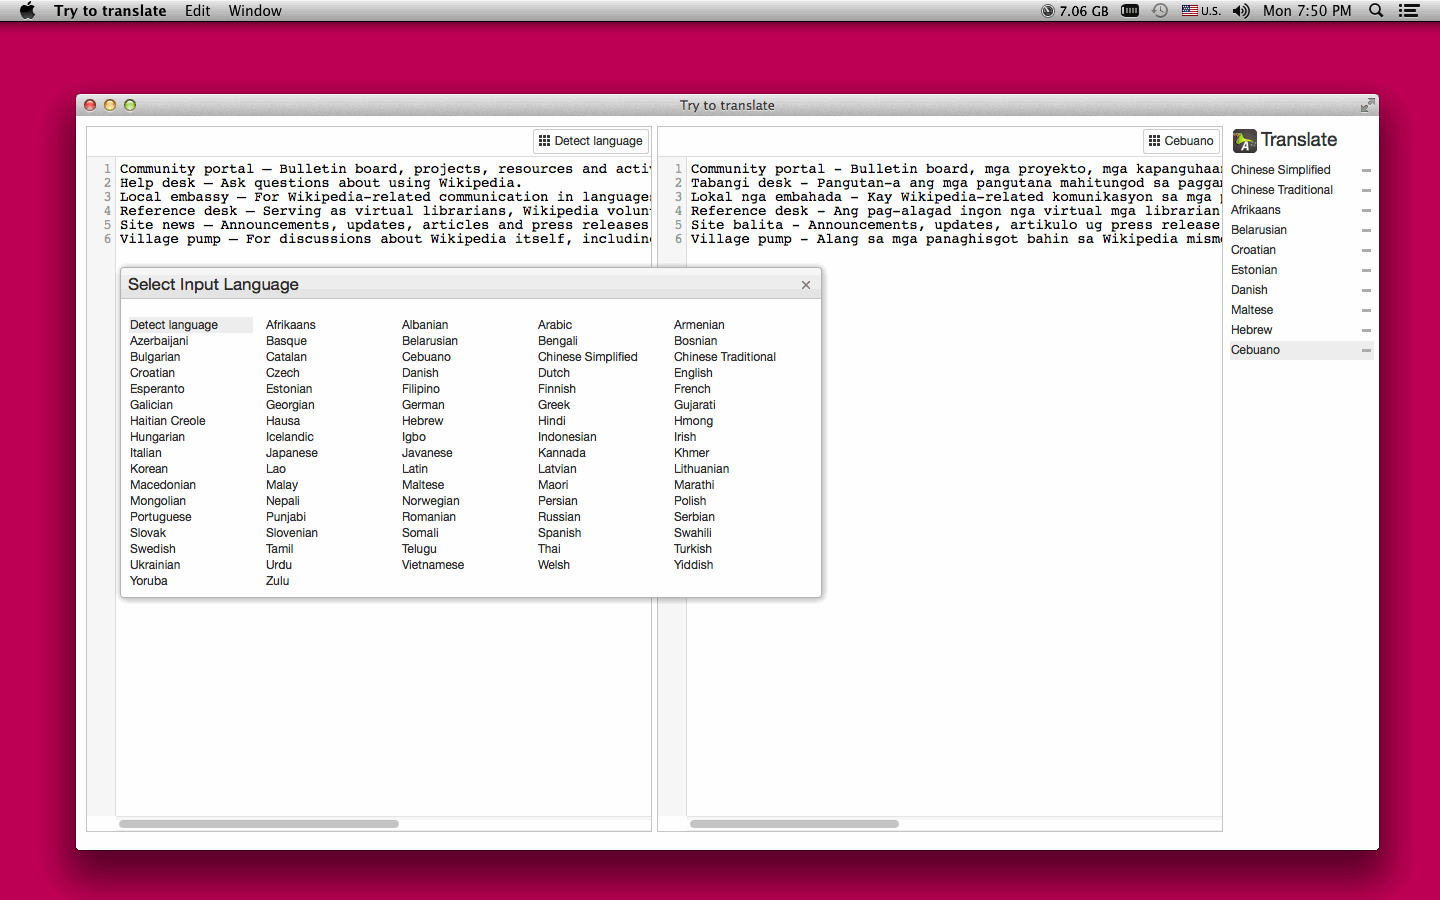 Try to translate Edit Window 7.06 GB U.S. Mon 7:50 PM
Try to translate
Detect language
1 Community portal – Bulletin board, projects, resources and activ
2 Help desk – Ask questions about using Wikipedia.
3 Local embassy – For Wikipedia-related communication in languages
4 Reference desk – Serving as virtual librarians, Wikipedia volun
5 Site news – Announcements, updates, articles and press releases
6 Village pump – For discussions about Wikipedia itself, including
Cebuano
1 Community portal - Bulletin board, mga proyekto, mga kapanguhaa
2 Tabangi desk - Pangutan-a ang mga pangutana mahitungod sa pagga
3 Lokal nga embahada - Kay Wikipedia-related komunikasyon sa mga
4 Reference desk - Ang pag-alagad ingon nga virtual mga librarian
5 Site balita - Announcements, updates, artikulo ug press release
6 Village pump - Alang sa mga panaghisgot bahin sa Wikipedia mism
Translate
Chinese Simplified
Chinese Traditional
Afrikaans
Belarusian
Croatian
Estonian
Danish
Maltese
Hebrew
Cebuano
Select Input Language
Detect language Afrikaans Albanian Arabic Armenian
Azerbaijani Basque Belarusian Bengali Bosnian
Bulgarian Catalan Cebuano Chinese Simplified Chinese Traditional
Croatian Czech Danish Dutch English
Esperanto Estonian Filipino Finnish French
Galician Georgian German Greek Gujarati
Haitian Creole Hausa Hebrew Hindi Hmong
Hungarian Icelandic Igbo Indonesian Irish
Italian Japanese Javanese Kannada Khmer
Korean Lao Latin Latvian Lithuanian
Macedonian Malay Maltese Maori Marathi
Mongolian Nepali Norwegian Persian Polish
Portuguese Punjabi Romanian Russian Serbian
Slovak Slovenian Somali Spanish Swahili
Swedish Tamil Telugu Thai Turkish
Ukrainian Urdu Vietnamese Welsh Yiddish
Yoruba Zulu